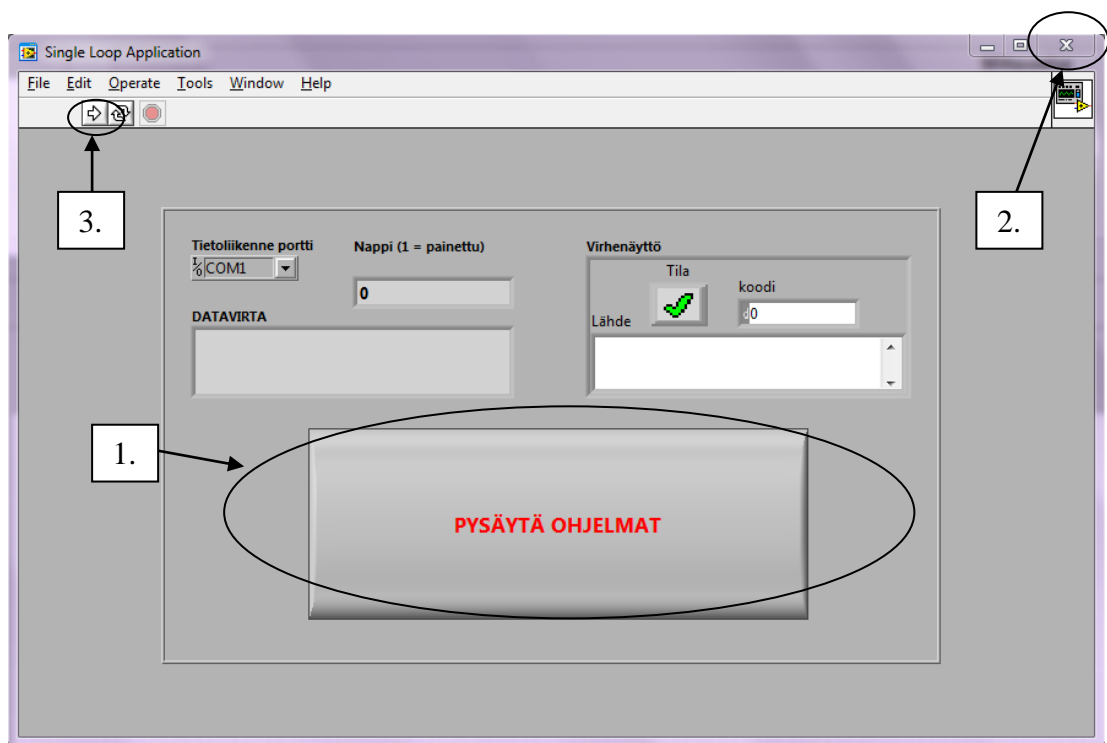 Single Loop Application
File Edit Operate Tools Window Help
3.
2.
Tietoliikenne portti
COM1
Nappi (1 = painettu)
0
DATAVIRTA
Virhenäyttö
Tila
koodi
0
Lähde
1.
PYSÄYTÄ OHJELMAT